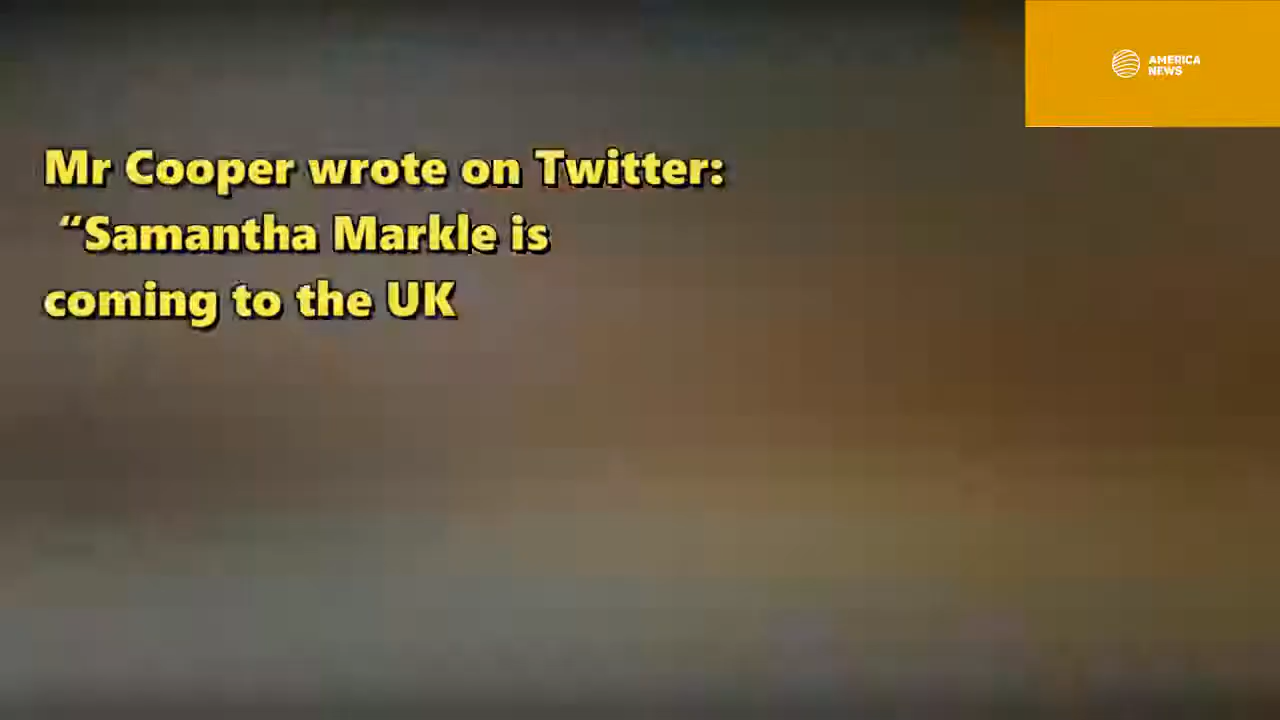 AMERICA
NEWS
Mr Cooper wrote on Twitter:
“Samantha Markle is
coming to the UK